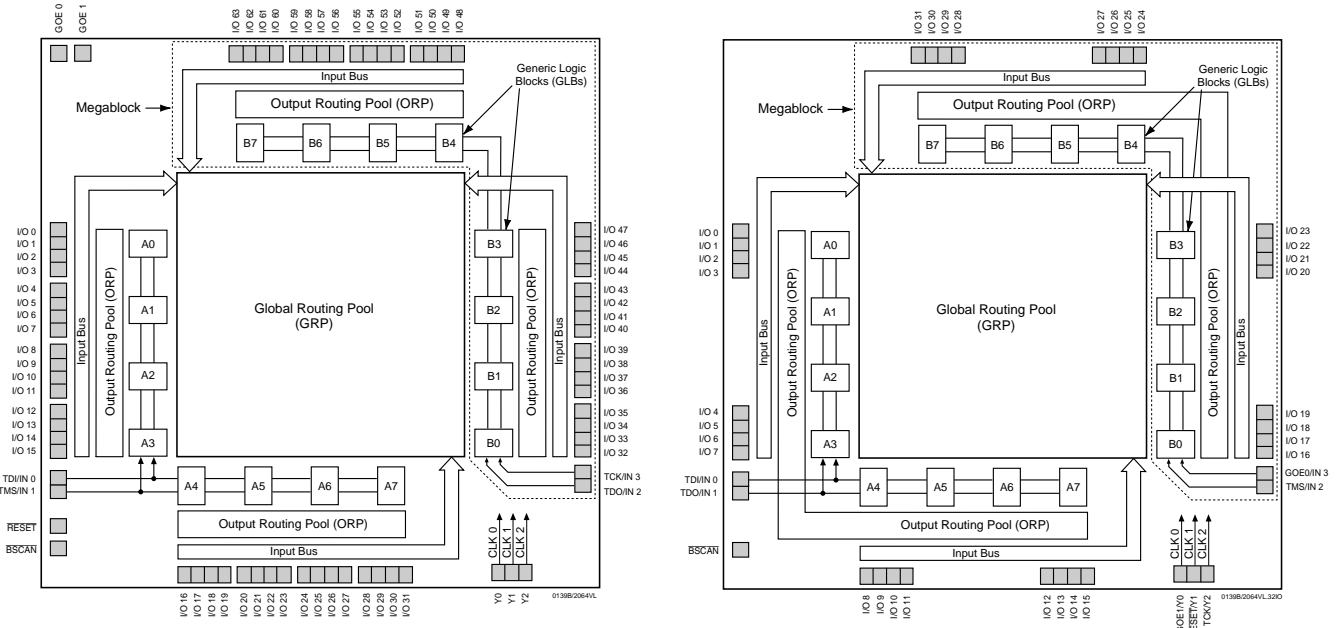 GOE 0
GOE 1
I/O 63
I/O 62
I/O 61
I/O 60
I/O 59
I/O 58
I/O 57
I/O 56
I/O 55
I/O 54
I/O 53
I/O 52
I/O 51
I/O 50
I/O 49
I/O 48
Input Bus
Generic Logic
Blocks (GLBs)
Megablock
Output Routing Pool (ORP)
B7
B6
B5
B4
I/O 0
I/O 1
I/O 2
I/O 3
I/O 4
I/O 5
I/O 6
I/O 7
I/O 8
I/O 9
I/O 10
I/O 11
I/O 12
I/O 13
I/O 14
I/O 15
Input Bus
Output Routing Pool (ORP)
A0
A1
A2
A3
Global Routing Pool
(GRP)
B3
B2
B1
B0
Output Routing Pool (ORP)
Input Bus
I/O 47
I/O 46
I/O 45
I/O 44
I/O 43
I/O 42
I/O 41
I/O 40
I/O 39
I/O 38
I/O 37
I/O 36
I/O 35
I/O 34
I/O 33
I/O 32
TDI/IN 0
TMS/IN 1
TCK/IN 3
TDO/IN 2
A4
A5
A6
A7
Output Routing Pool (ORP)
Input Bus
RESET
BSCAN
CLK 0
CLK 1
CLK 2
Y0
Y1
Y2
0139B/2064VL
I/O 16
I/O 17
I/O 18
I/O 19
I/O 20
I/O 21
I/O 22
I/O 23
I/O 24
I/O 25
I/O 26
I/O 27
I/O 28
I/O 29
I/O 30
I/O 31
I/O 31
I/O 30
I/O 29
I/O 28
I/O 27
I/O 26
I/O 25
I/O 24
Input Bus
Generic Logic
Blocks (GLBs)
Megablock
Output Routing Pool (ORP)
B7
B6
B5
B4
I/O 0
I/O 1
I/O 2
I/O 3
I/O 4
I/O 5
I/O 6
I/O 7
Input Bus
Output Routing Pool (ORP)
A0
A1
A2
A3
Global Routing Pool
(GRP)
B3
B2
B1
B0
Output Routing Pool (ORP)
Input Bus
I/O 23
I/O 22
I/O 21
I/O 20
I/O 19
I/O 18
I/O 17
I/O 16
TDI/IN 0
TDO/IN 1
GOE0/IN 3
TMS/IN 2
A4
A5
A6
A7
Output Routing Pool (ORP)
Input Bus
BSCAN
CLK 0
CLK 1
CLK 2
0139B/2064VL.32IO
I/O 8
I/O 9
I/O 10
I/O 11
I/O 12
I/O 13
I/O 14
I/O 15
GOE1/Y0
RESET/Y1
TCK/Y2